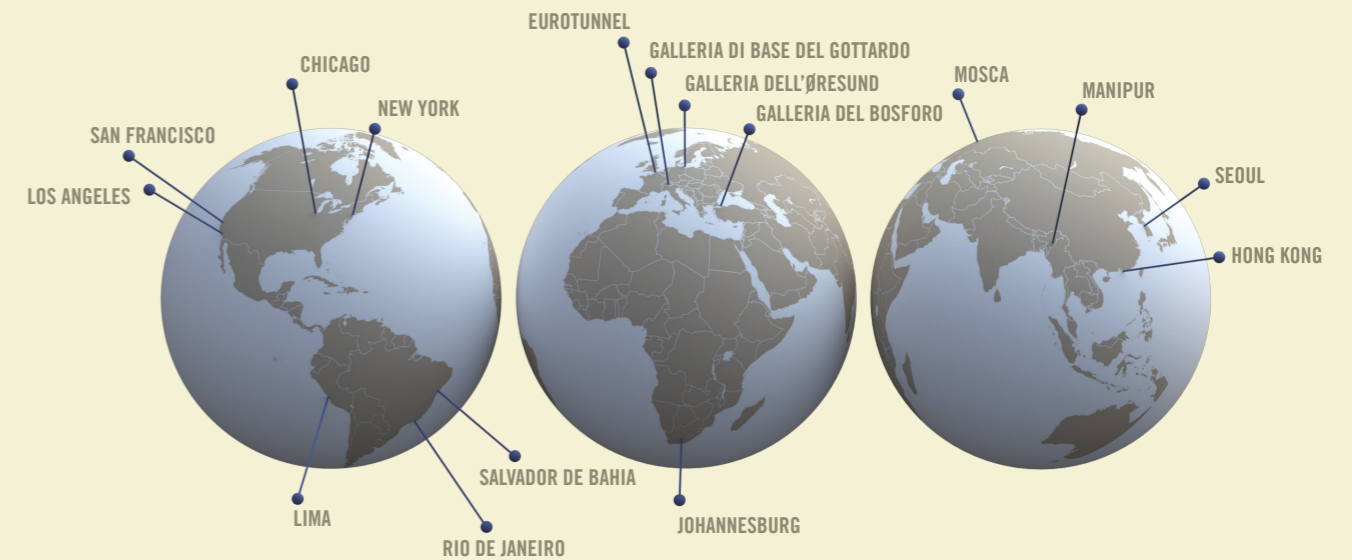 EUROTUNNEL
GALLERIA DI BASE DEL GOTTARDO
CHICAGO
MOSCA
GALLERIA DELL'ØRESUND
MANIPUR
NEW YORK
GALLERIA DEL BOSFORO
SAN FRANCISCO
SEOUL
LOS ANGELES
HONG KONG
SALVADOR DE BAHIA
LIMA
JOHANNESBURG
RIO DE JANEIRO